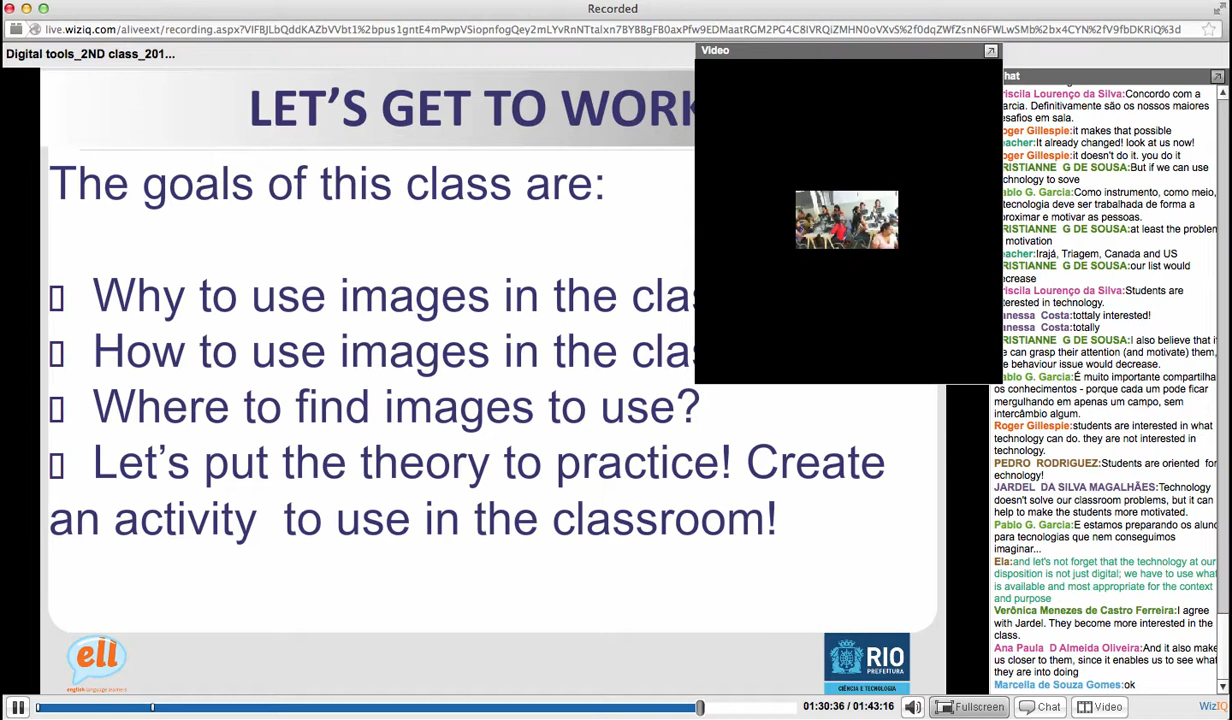 Recorded
Digital tools_2ND class_201...
Video
LET'S GET TO WORK
The goals of this class are:
Why to use images in the clas
How to use images in the clas
Where to find images to use?
Let's put the theory to practice! Create
an activity to use in the classroom!
ell
english language learners
RIO
PREFEITURA
CIÊNCIA E TECNOLOGIA
hat
riscila Lourenço da Silva:Concordo com a
arcia. Definitivamente são os nossos maiores
esafios em sala.
oger Gillespie:it makes that possible
eacher:It already changed! look at us now!
oger Gillespie:it doesn't do it. you do it
RISTIANNE G DE SOUSA:But if we can use
echnology to sove
ablo G. Garcia:Como instrumento, como meio,
tecnologia deve ser trabalhada de forma a
proximar e motivar as pessoas.
RISTIANNE G DE SOUSA:at least the problem
motivation
eacher:Irajá, Triagem, Canada and US
RISTIANNE G DE SOUSA:our list would
ecrease
riscila Lourenço da Silva:Students are
terested in technology.
anessa Costa:tottaly interested!
anessa Costa:totally
RISTIANNE G DE SOUSA:I also believe that i
e can grasp their attention (and motivate) them,
e behaviour issue would decrease.
ablo G. Garcia:É muito importante compartilha
os conhecimentos - porque cada um pode ficar
mergulhando em apenas um campo, sem
intercâmbio algum.
Roger Gillespie:students are interested in what
technology can do. they are not interested in
technology.
PEDRO RODRIGUEZ:Students are oriented for
echnology!
JARDEL DA SILVA MAGALHÃES:Technology
doesn't solve our classroom problems, but it can
help to make the students more motivated.
Pablo G. Garcia:E estamos preparando os aluno
para tecnologias que nem conseguimos
imaginar...
Ela:and let's not forget that the technology at our
disposition is not just digital; we have to use what
is available and most appropriate for the context
and purpose
Verônica Menezes de Castro Ferreira:I agree
with Jardel. They become more interested in the
class.
Ana Paula D Almeida Oliveira:And it also make
us closer to them, since it enables us to see what
they are into doing
Marcella de Souza Gomes:ok
01:30:36 / 01:43:16
Fullscreen
Chat
Video
WizIQ